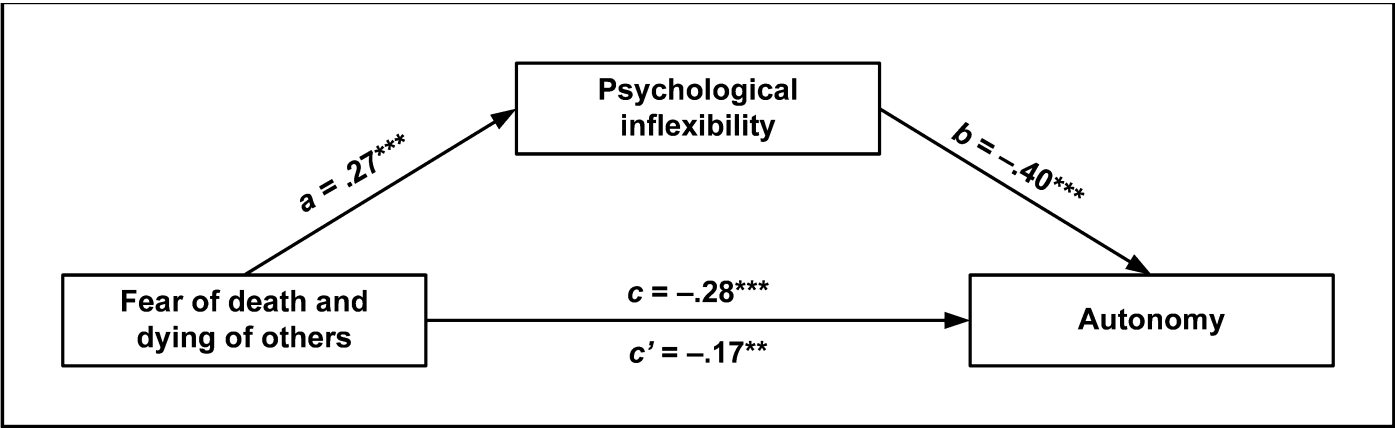 Psychological
inflexibility
a = .27***
b = –.40***
Fear of death and
dying of others
c = –.28***
c’ = –.17**
Autonomy